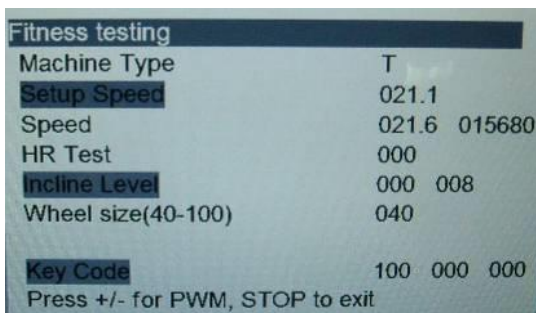 Fitness testing
Machine Type T
Setup Speed 021.1
Speed 021.6 015680
HR Test 000
Incline Level 000 008
Wheel size(40-100) 040
Key Code 100 000 000
Press +/- for PWM, STOP to exit